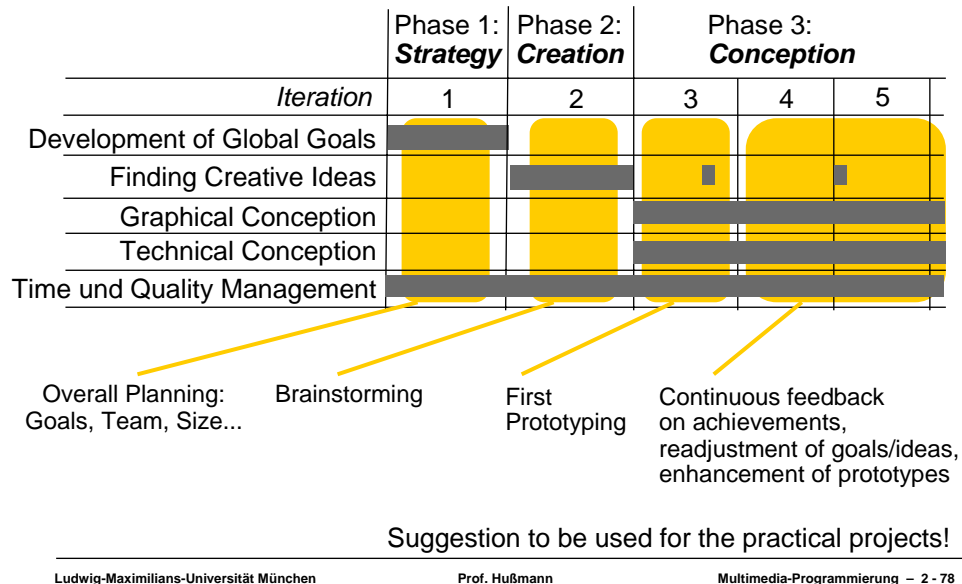 Phase 1: Phase 2: Phase 3:
Strategy Creation Conception
Iteration 1 2 3 4 5
Development of Global Goals
Finding Creative Ideas
Graphical Conception
Technical Conception
Time und Quality Management
Overall Planning:
Goals, Team, Size...
Brainstorming
First
Prototyping
Continuous feedback
on achievements,
readjustment of goals/ideas,
enhancement of prototypes
Suggestion to be used for the practical projects!
Ludwig-Maximilians-Universität München Prof. Hußmann Multimedia-Programmierung – 2 - 78